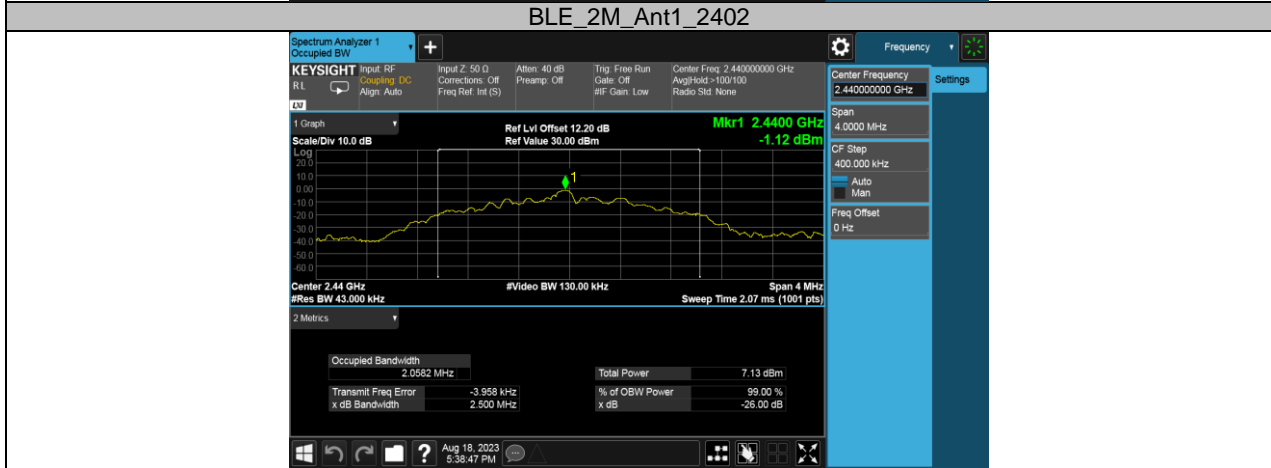 BLE_2M_Ant1_2402
Spectrum Analyzer 1
Occupied BW
+
Frequency
KEYSIGHT
RL
LXI
Input: RF
Coupling: DC
Align: Auto
Input Z: 50 Ω
Corrections: Off
Freq Ref: Int (S)
Atten: 40 dB
Preamp: Off
Trig: Free Run
Gate: Off
#IF Gain: Low
Center Freq: 2.440000000 GHz
Avg|Hold:>100/100
Radio Std: None
Center Frequency
2.440000000 GHz
Settings
Span
4.0000 MHz
CF Step
400.000 kHz
Auto
Man
Freq Offset
0 Hz
1 Graph
Ref Lvl Offset 12.20 dB
Mkr1 2.4400 GHz
Scale/Div 10.0 dB
Ref Value 30.00 dBm
-1.12 dBm
Log
20.0
10.0
0.00
-10.0
-20.0
-30.0
-40.0
-50.0
-60.0
1
Center 2.44 GHz
#Video BW 130.00 kHz
Span 4 MHz
#Res BW 43.000 kHz
Sweep Time 2.07 ms (1001 pts)
2 Metrics
Occupied Bandwidth
2.0582 MHz
Total Power 7.13 dBm
Transmit Freq Error -3.958 kHz
% of OBW Power 99.00 %
x dB Bandwidth 2.500 MHz
x dB -26.00 dB
?
Aug 18, 2023
5:38:47 PM